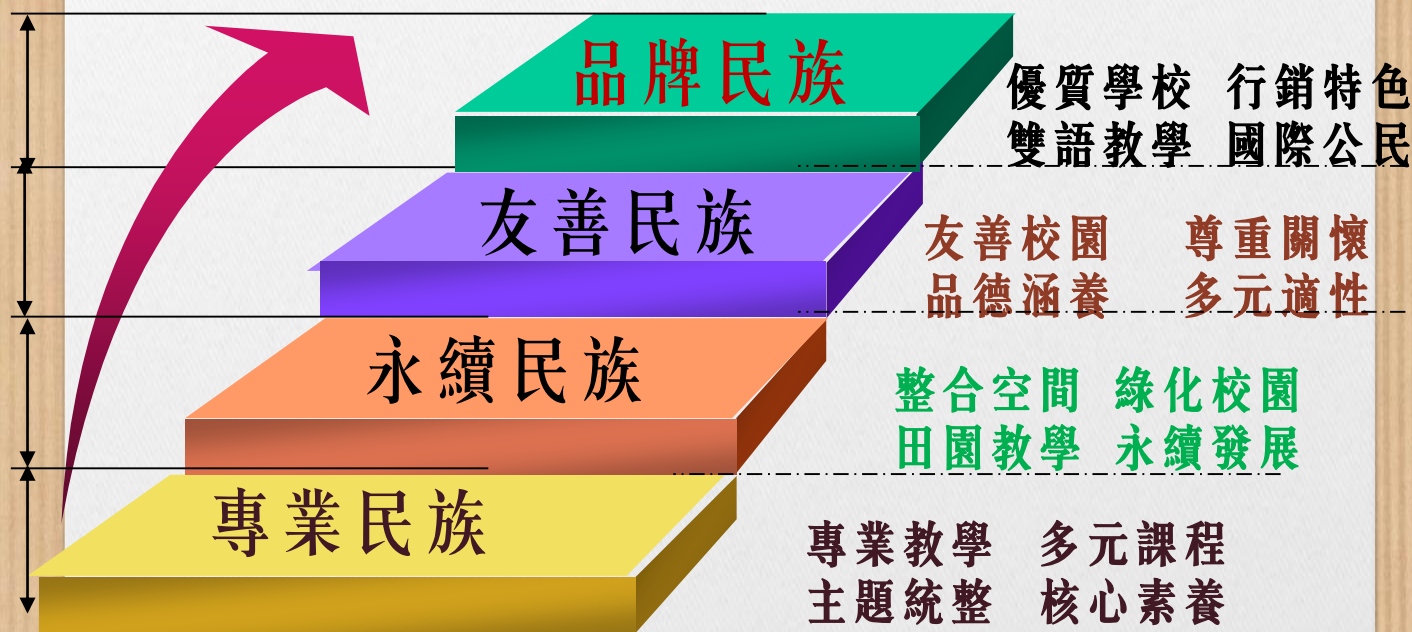 品牌民族
優質學校 行銷特色
雙語教學 國際公民
友善民族
友善校園 尊重關懷
品德涵養 多元適性
永續民族
整合空間 綠化校園
田園教學 永續發展
專業民族
專業教學 多元課程
主題統整 核心素養